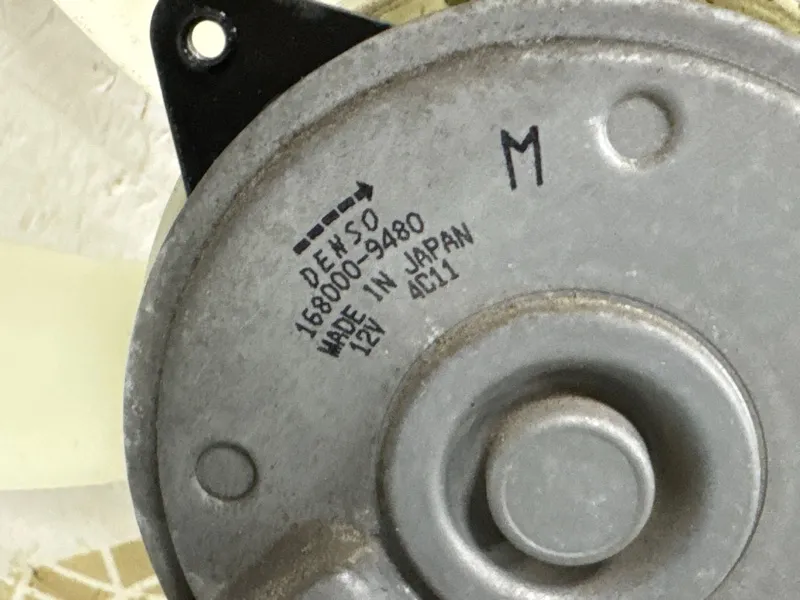 M
DENSO
168000-9480
MADE IN JAPAN
12V 4C11